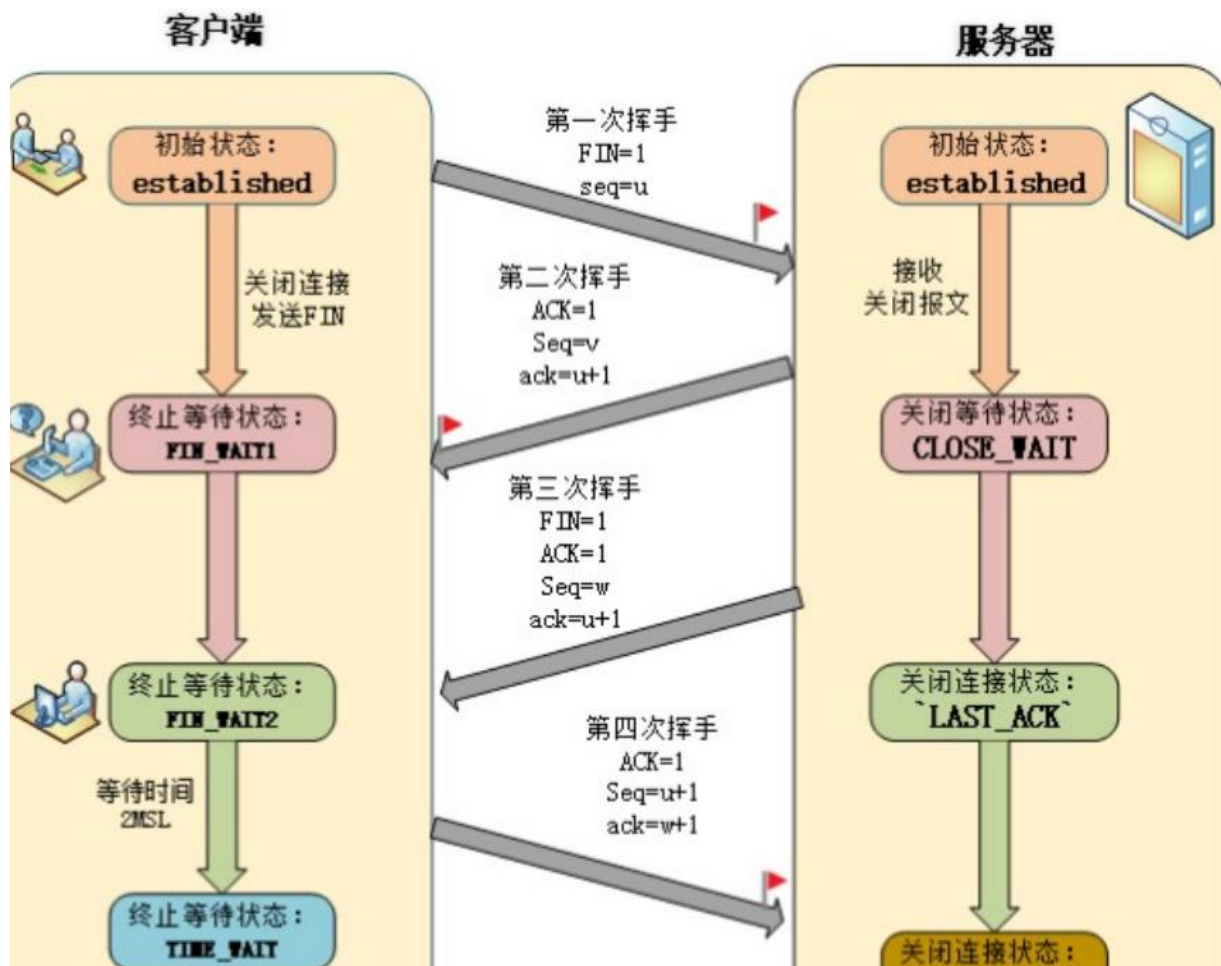 客户端
服务器
初始状态：
established
关闭连接
发送FIN
终止等待状态：
FIN_WAIT1
终止等待状态：
FIN_WAIT2
等待时间
2MSL
终止等待状态：
TIME_WAIT
第一次挥手
FIN=1
seq=u
第二次挥手
ACK=1
Seq=v
ack=u+1
第三次挥手
FIN=1
ACK=1
Seq=w
ack=u+1
第四次挥手
ACK=1
Seq=u+1
ack=w+1
初始状态：
established
接收
关闭报文
关闭等待状态：
CLOSE_WAIT
关闭连接状态：
`LAST_ACK`
关闭连接状态：